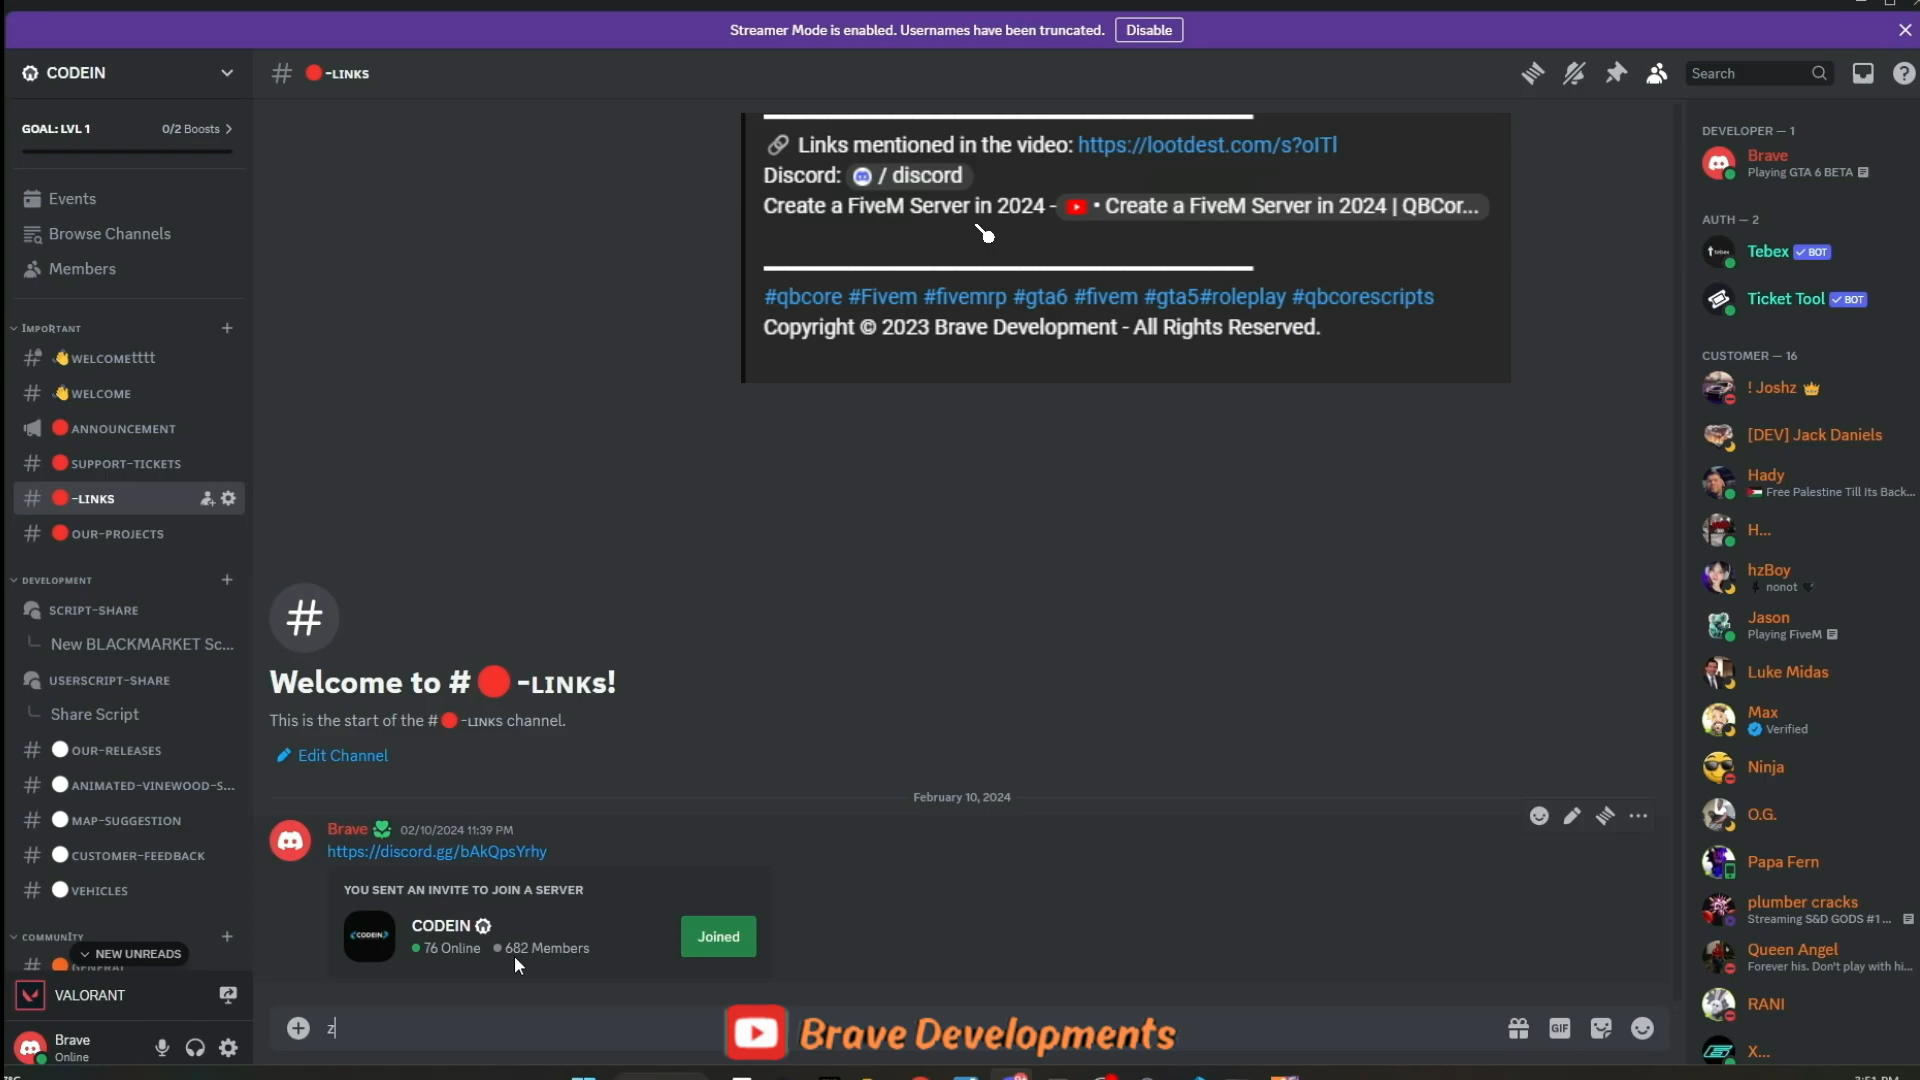 Streamer Mode is enabled. Usernames have been truncated. Disable
CODEIN
GOAL: LVL 1 0/2 Boosts
Events
Browse Channels
Members
IMPORTANT
WELCOMEtttt
WELCOME
ANNOUNCEMENT
SUPPORT-TICKETS
-LINKS
OUR-PROJECTS
DEVELOPMENT
SCRIPT-SHARE
New BLACKMARKET Sc...
USERSCRIPT-SHARE
Share Script
OUR-RELEASES
ANIMATED-VINEWOOD-S...
MAP-SUGGESTION
CUSTOMER-FEEDBACK
VEHICLES
COMMUNITY
NEW UNREADS
GENERAL
VALORANT
Brave
Online
# -LINKS
Search
Links mentioned in the video: https://lootdest.com/s?oITl
Discord: / discord
Create a FiveM Server in 2024 - • Create a FiveM Server in 2024 | QBCor...
#qbcore #Fivem #fivemrp #gta6 #fivem #gta5#roleplay #qbcorescripts
Copyright © 2023 Brave Development - All Rights Reserved.
#
Welcome to # -LINKS!
This is the start of the # -LINKS channel.
Edit Channel
February 10, 2024
Brave 02/10/2024 11:39 PM
https://discord.gg/bAkQpsYrhy
YOU SENT AN INVITE TO JOIN A SERVER
CODEIN
76 Online 682 Members
Joined
z
GIF
Brave Developments
DEVELOPER — 1
Brave
Playing GTA 6 BETA
AUTH — 2
Tebex BOT
Ticket Tool BOT
CUSTOMER — 16
! Joshz
[DEV] Jack Daniels
Hady
Free Palestine Till Its Back...
H...
hzBoy
nonot
Jason
Playing FiveM
Luke Midas
Max
Verified
Ninja
O.G.
Papa Fern
plumber cracks
Streaming S&D GODS #1 ...
Queen Angel
Forever his. Don't play with hi...
RANI
X...